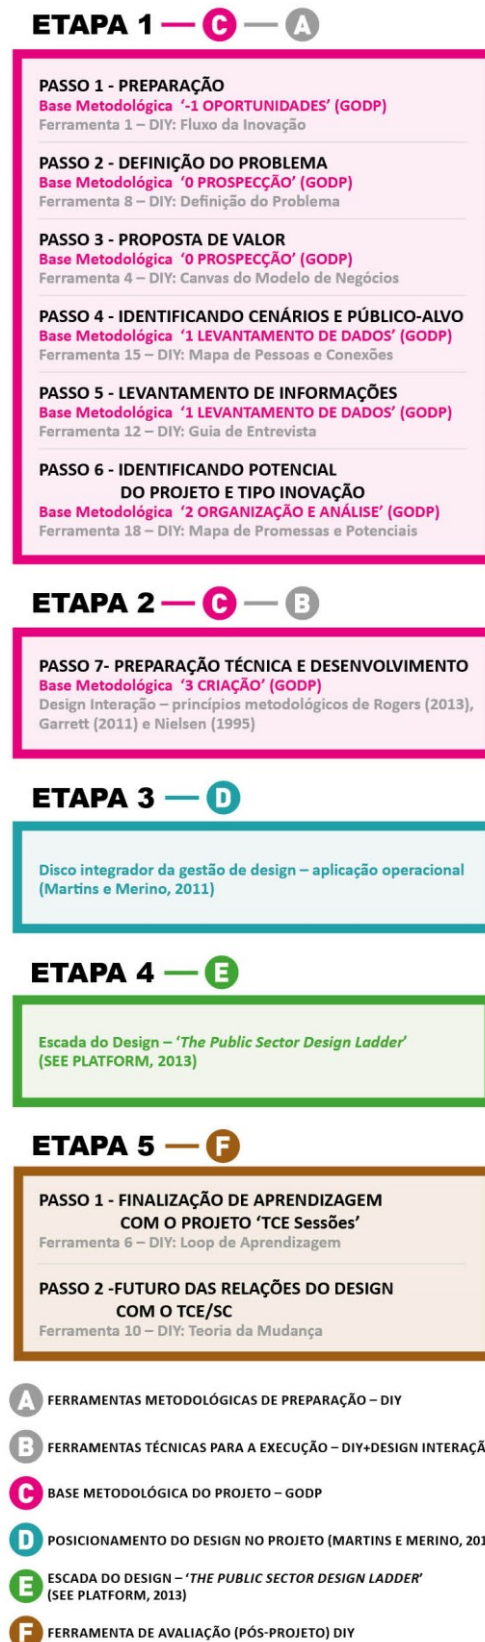 ETAPA 1 — C — A
PASSO 1 - PREPARAÇÃO
Base Metodológica ‘-1 OPORTUNIDADES’ (GODP)
Ferramenta 1 – DIY: Fluxo da Inovação
PASSO 2 - DEFINIÇÃO DO PROBLEMA
Base Metodológica ‘0 PROSPECÇÃO’ (GODP)
Ferramenta 8 – DIY: Definição do Problema
PASSO 3 - PROPOSTA DE VALOR
Base Metodológica ‘0 PROSPECÇÃO’ (GODP)
Ferramenta 4 – DIY: Canvas do Modelo de Negócios
PASSO 4 - IDENTIFICANDO CENÁRIOS E PÚBLICO-ALVO
Base Metodológica ‘1 LEVANTAMENTO DE DADOS’ (GODP)
Ferramenta 15 – DIY: Mapa de Pessoas e Conexões
PASSO 5 - LEVANTAMENTO DE INFORMAÇÕES
Base Metodológica ‘1 LEVANTAMENTO DE DADOS’ (GODP)
Ferramenta 12 – DIY: Guia de Entrevista
PASSO 6 - IDENTIFICANDO POTENCIAL
DO PROJETO E TIPO INOVAÇÃO
Base Metodológica ‘2 ORGANIZAÇÃO E ANÁLISE’ (GODP)
Ferramenta 18 – DIY: Mapa de Promessas e Potenciais
ETAPA 2 — C — B
PASSO 7- PREPARAÇÃO TÉCNICA E DESENVOLVIMENTO
Base Metodológica ‘3 CRIAÇÃO’ (GODP)
Design Interação – princípios metodológicos de Rogers (2013),
Garrett (2011) e Nielsen (1995)
ETAPA 3 — D
Disco integrador da gestão de design – aplicação operacional
(Martins e Merino, 2011)
ETAPA 4 — E
Escada do Design – ‘The Public Sector Design Ladder’
(SEE PLATFORM, 2013)
ETAPA 5 — F
PASSO 1 - FINALIZAÇÃO DE APRENDIZAGEM
COM O PROJETO ‘TCE Sessões’
Ferramenta 6 – DIY: Loop de Aprendizagem
PASSO 2 -FUTURO DAS RELAÇÕES DO DESIGN
COM O TCE/SC
Ferramenta 10 – DIY: Teoria da Mudança
A FERRAMENTAS METODOLÓGICAS DE PREPARAÇÃO – DIY
B FERRAMENTAS TÉCNICAS PARA A EXECUÇÃO – DIY+DESIGN INTERAÇÃ
C BASE METODOLÓGICA DO PROJETO – GODP
D POSICIONAMENTO DO DESIGN NO PROJETO (MARTINS E MERINO, 201
E ESCADA DO DESIGN – ‘THE PUBLIC SECTOR DESIGN LADDER’
(SEE PLATFORM, 2013)
F FERRAMENTA DE AVALIAÇÃO (PÓS-PROJETO) DIY